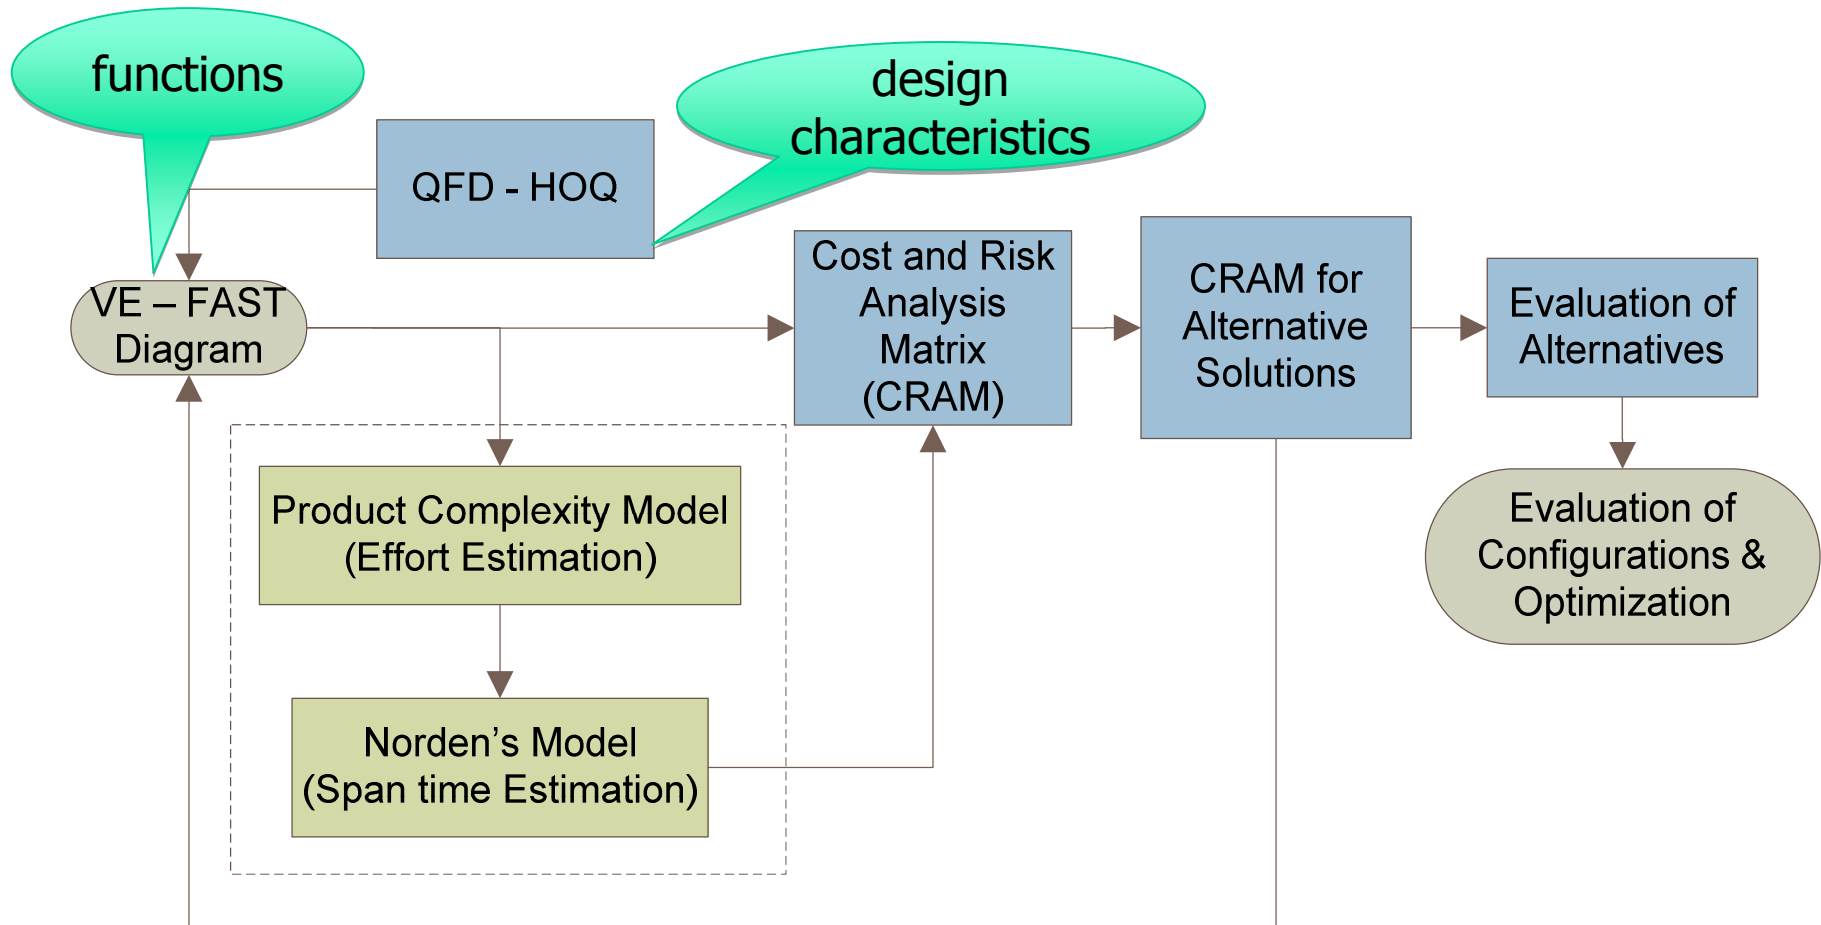 functions
design
characteristics
QFD - HOQ
VE – FAST
Diagram
Cost and Risk
Analysis
Matrix
(CRAM)
CRAM for
Alternative
Solutions
Evaluation of
Alternatives
Product Complexity Model
(Effort Estimation)
Norden’s Model
(Span time Estimation)
Evaluation of
Configurations &
Optimization